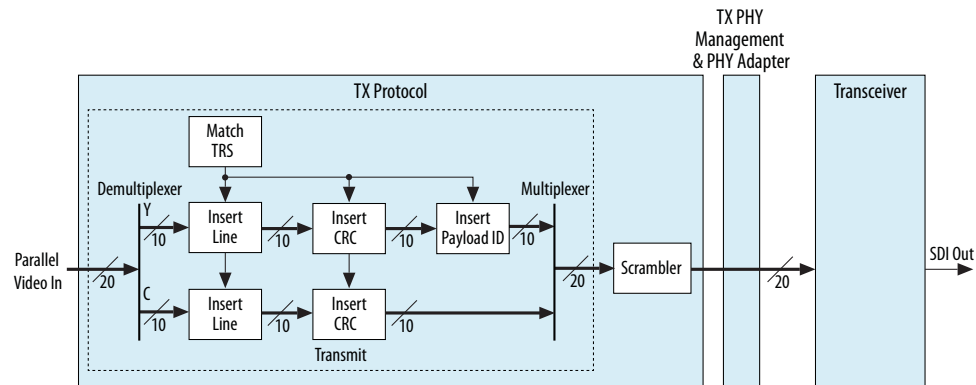 TX PHY
Management
& PHY Adapter
TX Protocol
Transceiver
Match
TRS
Demultiplexer
Multiplexer
Y
Insert
Line
Insert
CRC
Insert
Payload ID
10
10
10
10
Parallel
Video In
20
20
Scrambler
20
SDI Out
C
Insert
Line
Insert
CRC
10
10
10
Transmit